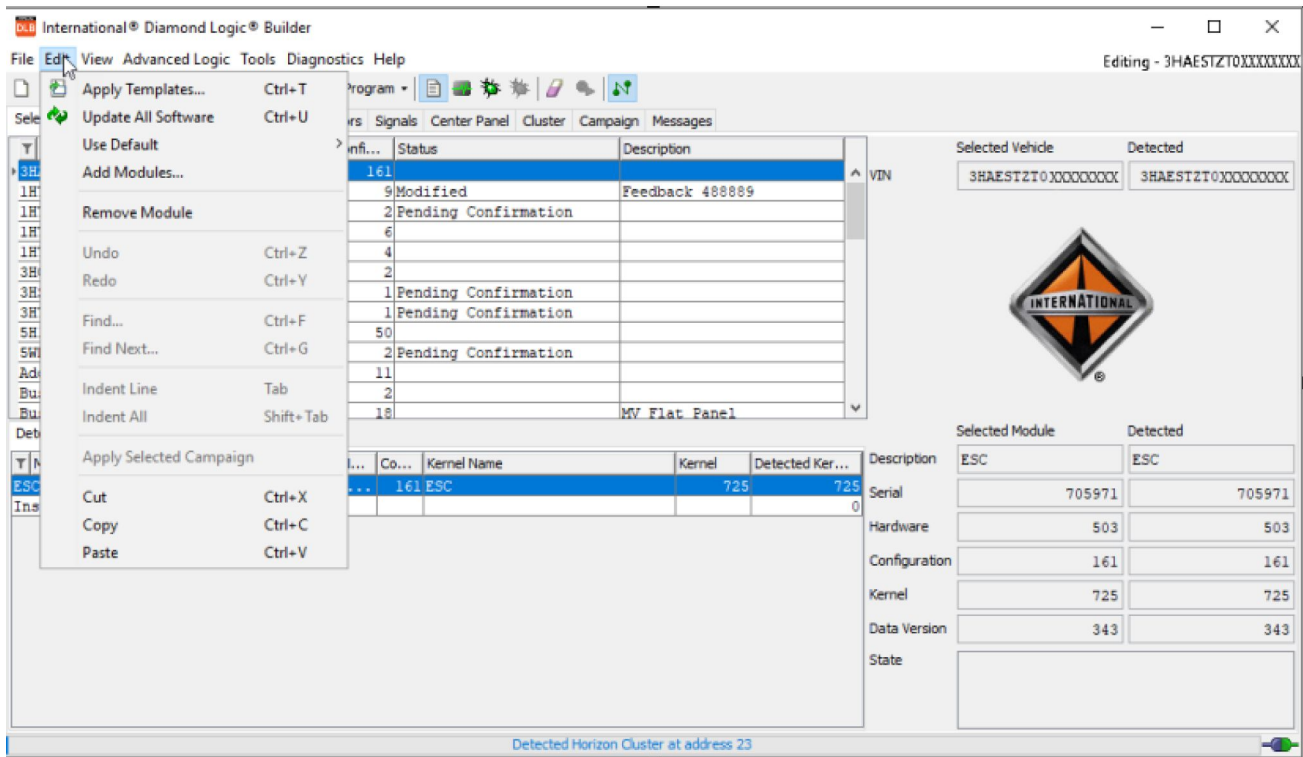 DLB International® Diamond Logic® Builder
File Edit View Advanced Logic Tools Diagnostics Help
Editing - 3HAESTZT0XXXXXXXX
Apply Templates... Ctrl+T
Update All Software Ctrl+U
Use Default
Add Modules...
Remove Module
Undo Ctrl+Z
Redo Ctrl+Y
Find... Ctrl+F
Find Next... Ctrl+G
Indent Line Tab
Indent All Shift+Tab
Apply Selected Campaign
Cut Ctrl+X
Copy Ctrl+C
Paste Ctrl+V
Signals Center Panel Cluster Campaign Messages
Status Description
161
9 Modified Feedback 488889
2 Pending Confirmation
6
4
2
1 Pending Confirmation
1 Pending Confirmation
50
2 Pending Confirmation
11
2
18 MV Flat Panel
Co... Kernel Name Kernel Detected Ker...
ESC 161 ESC 725 725
0
Selected Vehicle Detected
VIN 3HAESTZT0XXXXXXXX 3HAESTZT0XXXXXXXX
INTERNATIONAL ®
Selected Module Detected
Description ESC ESC
Serial 705971 705971
Hardware 503 503
Configuration 161 161
Kernel 725 725
Data Version 343 343
State
Detected Horizon Cluster at address 23